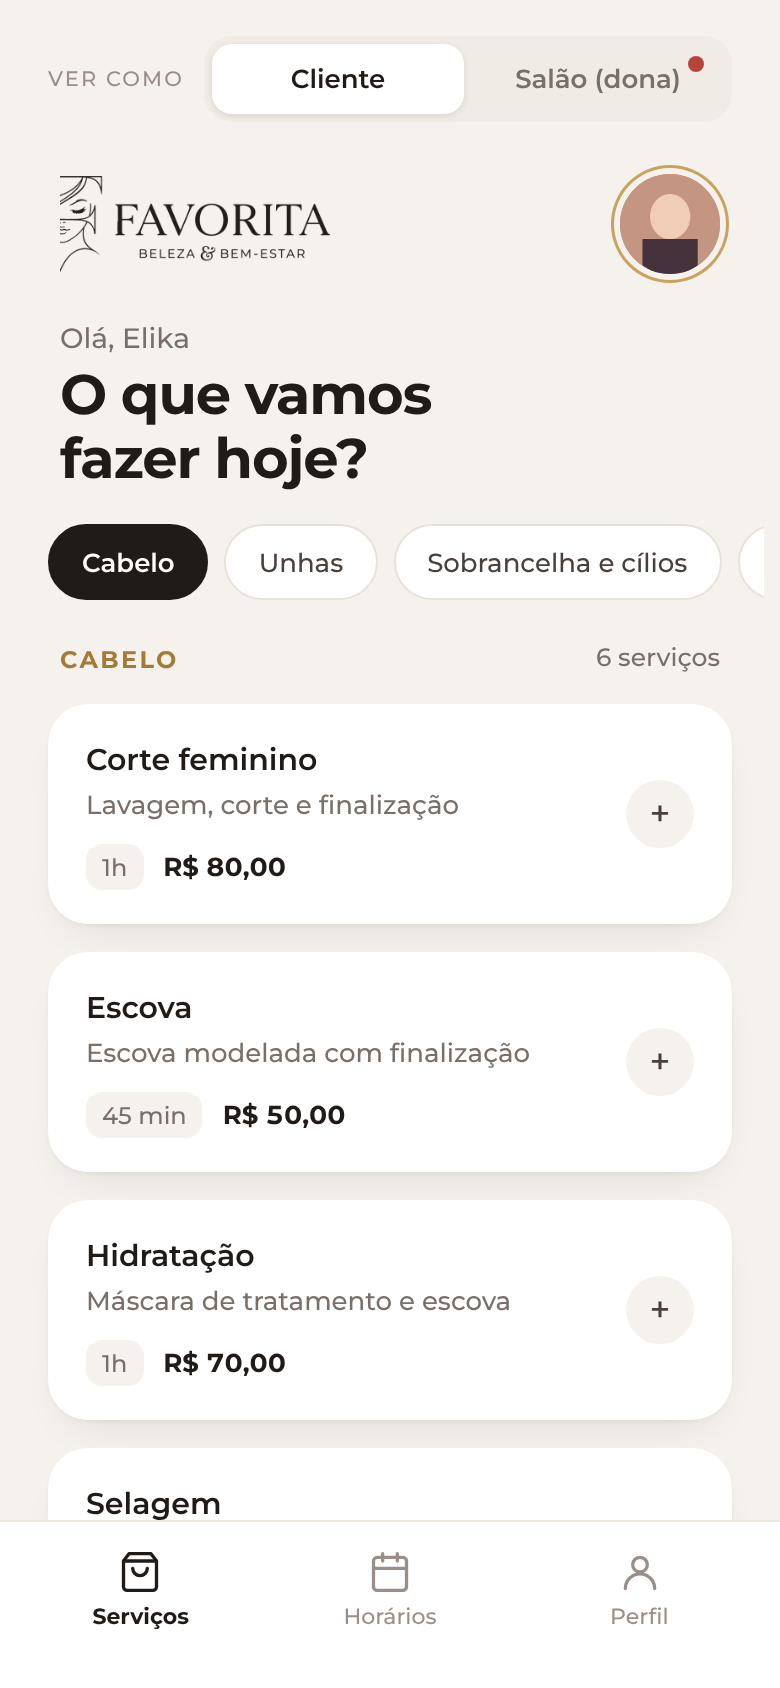 VER COMO
Cliente
Salão (dona)
FAVORITA
BELEZA & BEM-ESTAR
Olá, Elika
O que vamos
fazer hoje?
Cabelo
Unhas
Sobrancelha e cílios
CABELO
6 serviços
Corte feminino
Lavagem, corte e finalização
1h
R$ 80,00
+
Escova
Escova modelada com finalização
45 min
R$ 50,00
+
Hidratação
Máscara de tratamento e escova
1h
R$ 70,00
+
Selagem
Serviços
Horários
Perfil